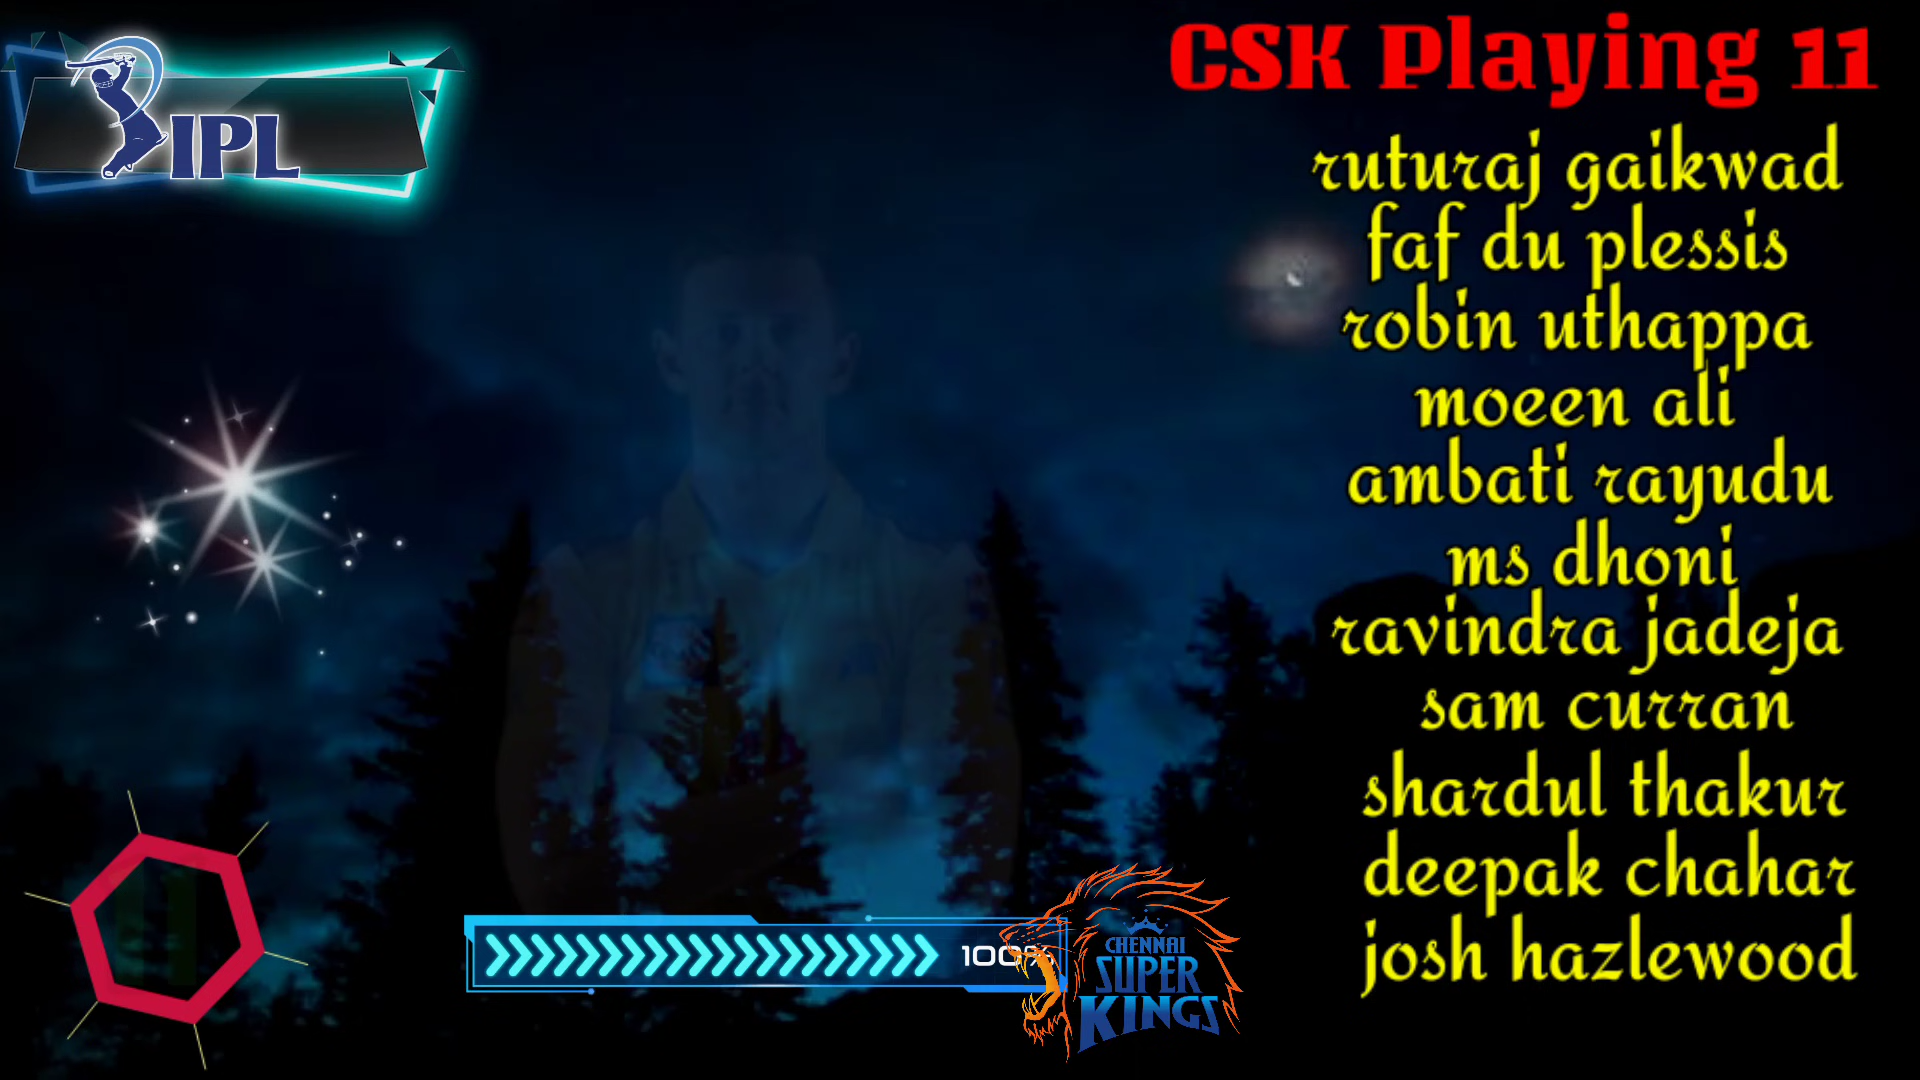 IPL
CSK Playing 11
ruturaj gaikwad
faf du plessis
robin uthappa
moeen ali
ambati rayudu
ms dhoni
ravindra jadeja
sam curran
shardul thakur
deepak chahar
josh hazlewood
100%
CHENNAI
SUPER
KINGS